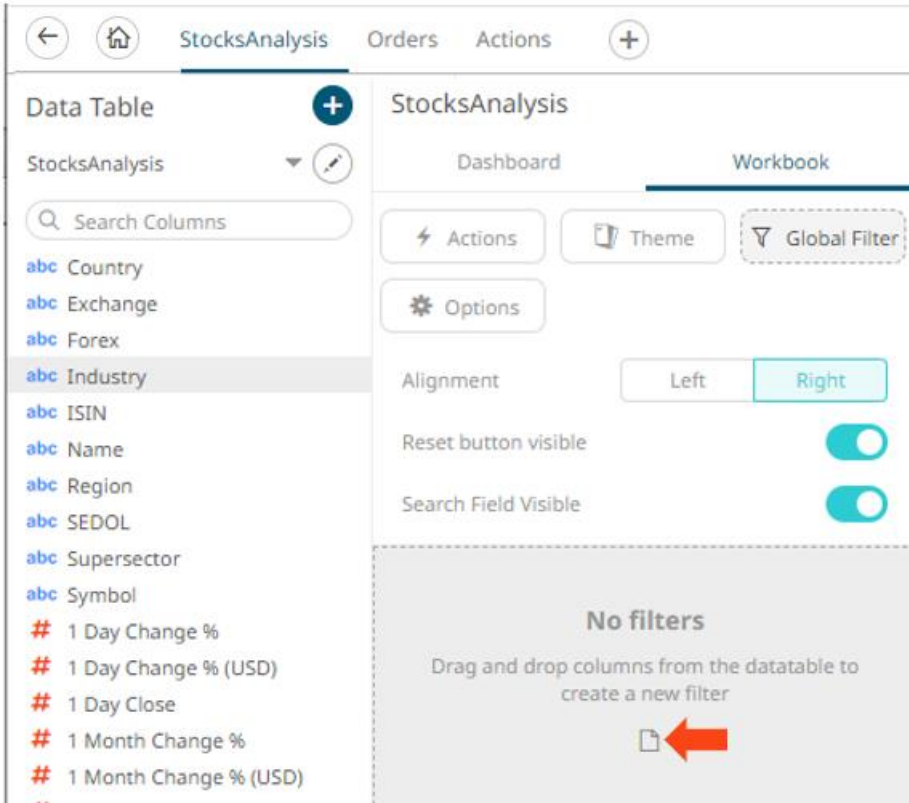 StocksAnalysis Orders Actions
Data Table
StocksAnalysis
Search Columns
abc Country
abc Exchange
abc Forex
abc Industry
abc ISIN
abc Name
abc Region
abc SEDOL
abc Supersector
abc Symbol
# 1 Day Change %
# 1 Day Change % (USD)
# 1 Day Close
# 1 Month Change %
# 1 Month Change % (USD)
StocksAnalysis
Dashboard Workbook
Actions Theme Global Filter
Options
Alignment Left Right
Reset button visible
Search Field Visible
No filters
Drag and drop columns from the datatable to
create a new filter